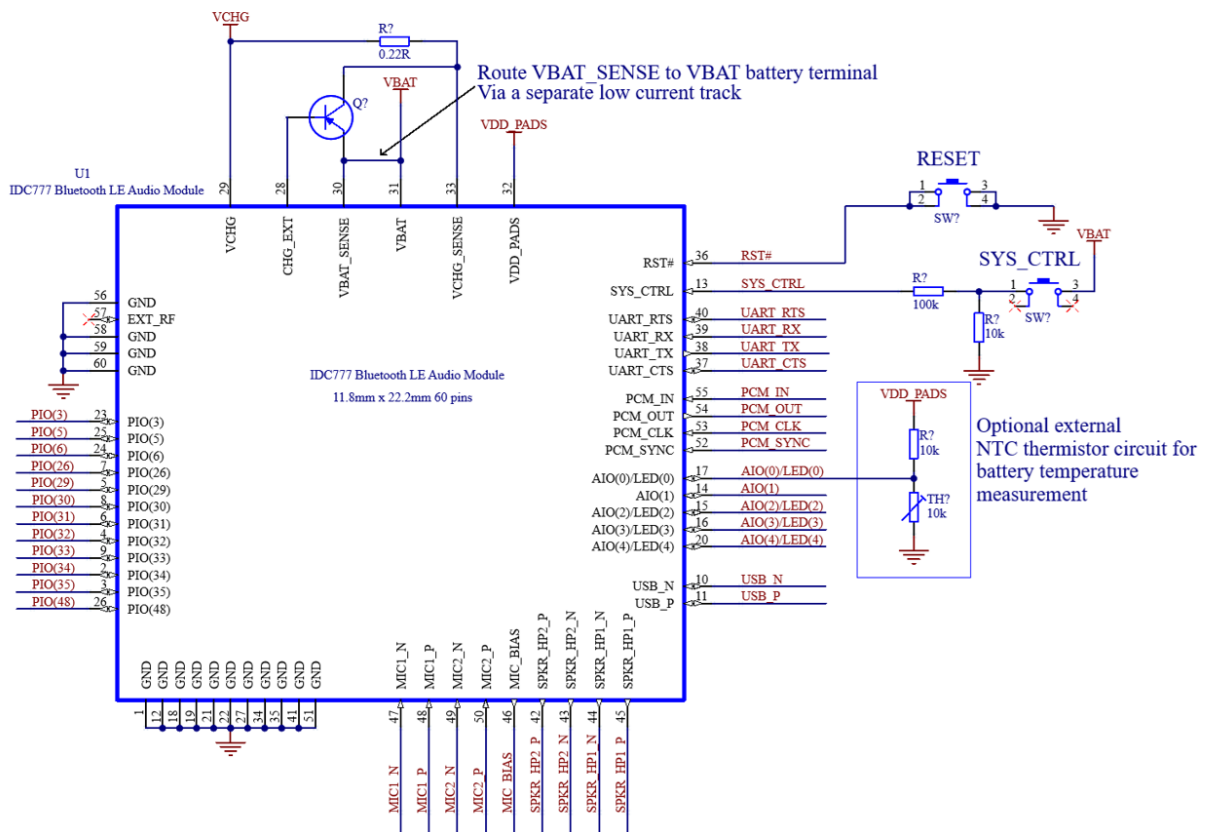 VCHG
R?
0.22R
Route VBAT_SENSE to VBAT battery terminal
Via a separate low current track
VBAT
Q?
VDD_PADS
U1
IDC777 Bluetooth LE Audio Module
29
28
30
31
33
32
VCHG
CHG_EXT
VBAT_SENSE
VBAT
VCHG_SENSE
VDD_PADS
RESET
1
2
3
4
SW?
VBAT
SYS_CTRL
1
2
3
4
SW?
R?
100k
R?
10k
RST# 36 RST#
SYS_CTRL 13 SYS_CTRL
UART_RTS 40 UART_RTS
UART_RX 39 UART_RX
UART_TX 38 UART_TX
UART_CTS 37 UART_CTS
PCM_IN 55 PCM_IN
PCM_OUT 54 PCM_OUT
PCM_CLK 53 PCM_CLK
PCM_SYNC 52 PCM_SYNC
AIO(0)/LED(0) 17 AIO(0)/LED(0)
AIO(1) 14 AIO(1)
AIO(2)/LED(2) 15 AIO(2)/LED(2)
AIO(3)/LED(3) 16 AIO(3)/LED(3)
AIO(4)/LED(4) 20 AIO(4)/LED(4)
USB_N 10 USB_N
USB_P 11 USB_P
VDD_PADS
R?
10k
TH?
10k
Optional external
NTC thermistor circuit for
battery temperature
measurement
56 GND
57 EXT_RF
58 GND
59 GND
60 GND
IDC777 Bluetooth LE Audio Module
11.8mm x 22.2mm 60 pins
PIO(3) 23 PIO(3)
PIO(5) 25 PIO(5)
PIO(6) 24 PIO(6)
PIO(26) 7 PIO(26)
PIO(29) 5 PIO(29)
PIO(30) 8 PIO(30)
PIO(31) 6 PIO(31)
PIO(32) 4 PIO(32)
PIO(33) 9 PIO(33)
PIO(34) 2 PIO(34)
PIO(35) 3 PIO(35)
PIO(48) 26 PIO(48)
GND GND GND GND GND GND GND GND GND GND GND
1 12 18 19 21 22 27 34 35 41 51
MIC1_N
MIC1_P
MIC2_N
MIC2_P
MIC_BIAS
SPKR_HP2_P
SPKR_HP2_N
SPKR_HP1_N
SPKR_HP1_P
47
48
49
50
46
42
43
44
45
MIC1_N
MIC1_P
MIC2_N
MIC2_P
MIC_BIAS
SPKR_HP2_P
SPKR_HP2_N
SPKR_HP1_N
SPKR_HP1_P